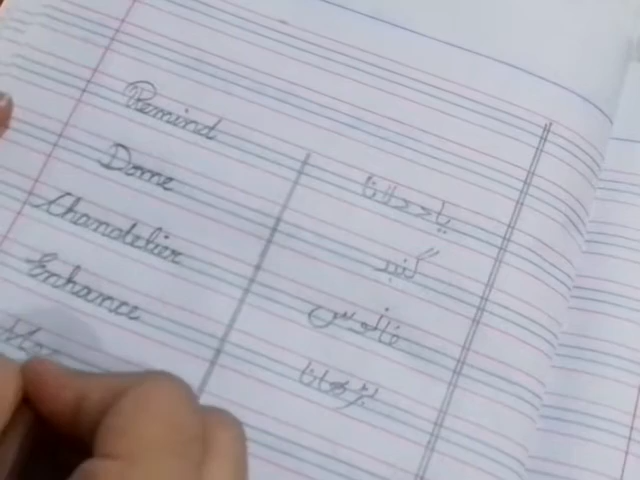 Remind یاد دلانا
Dome گنبد
Chandelier فانوس
Enhance بڑھانا